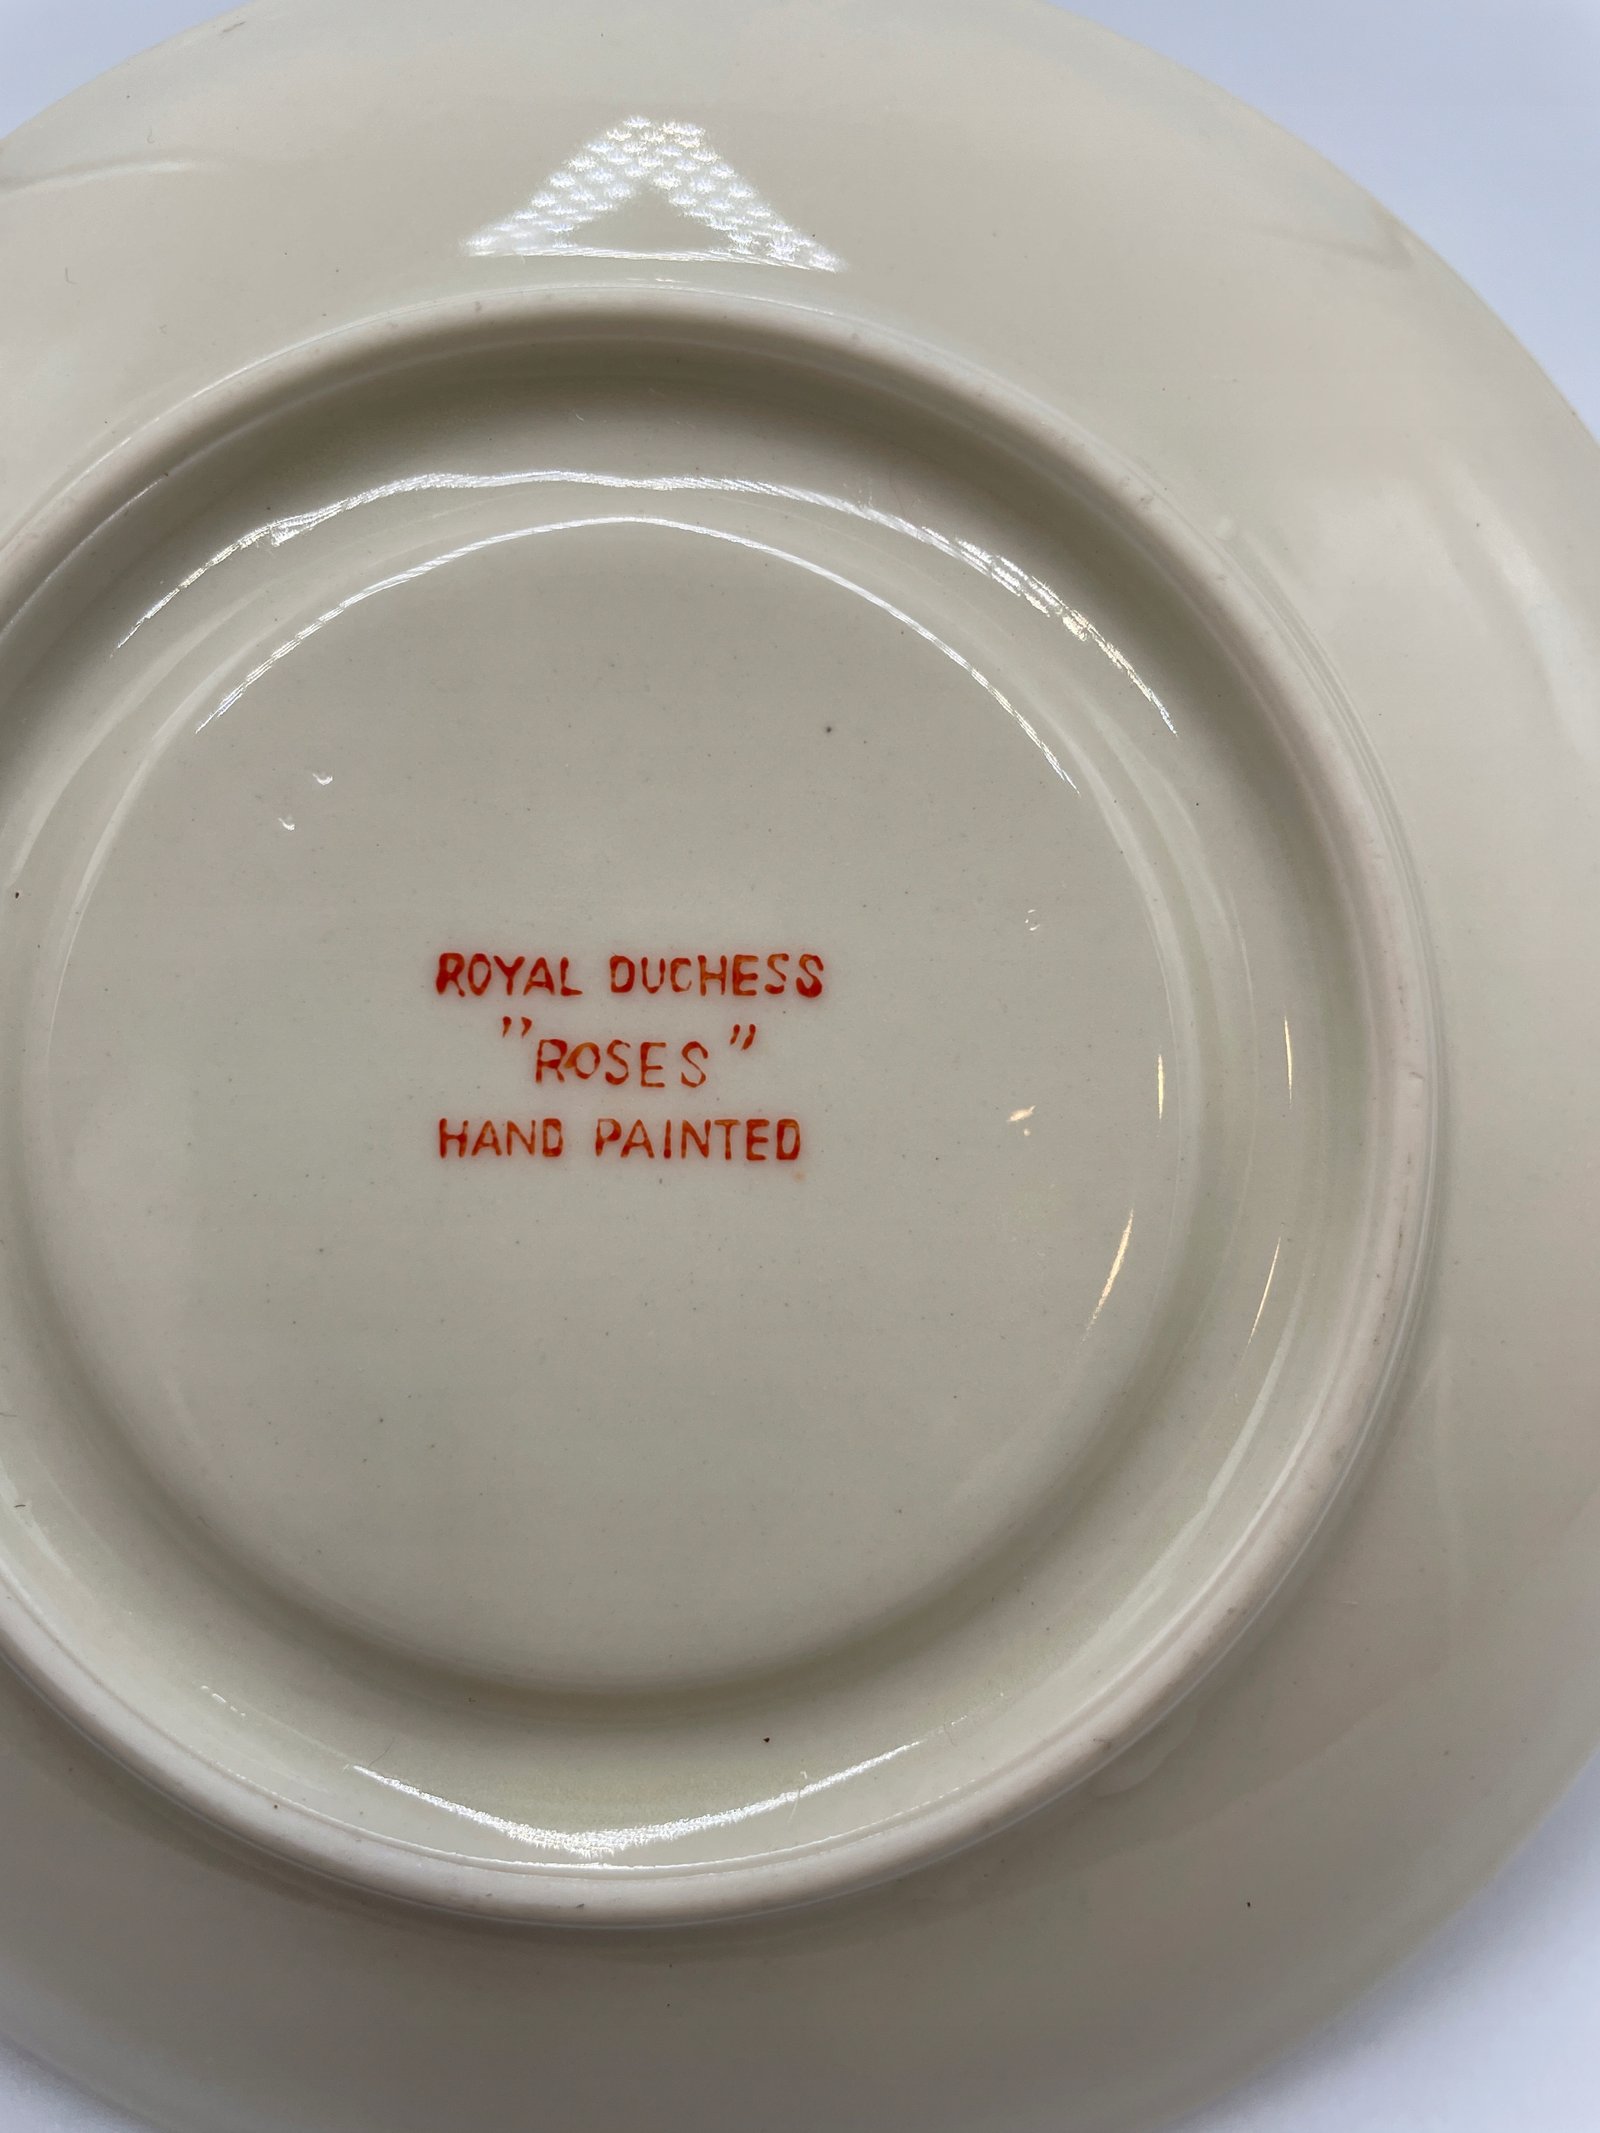 ROYAL DUCHESS
"ROSES"
HAND PAINTED